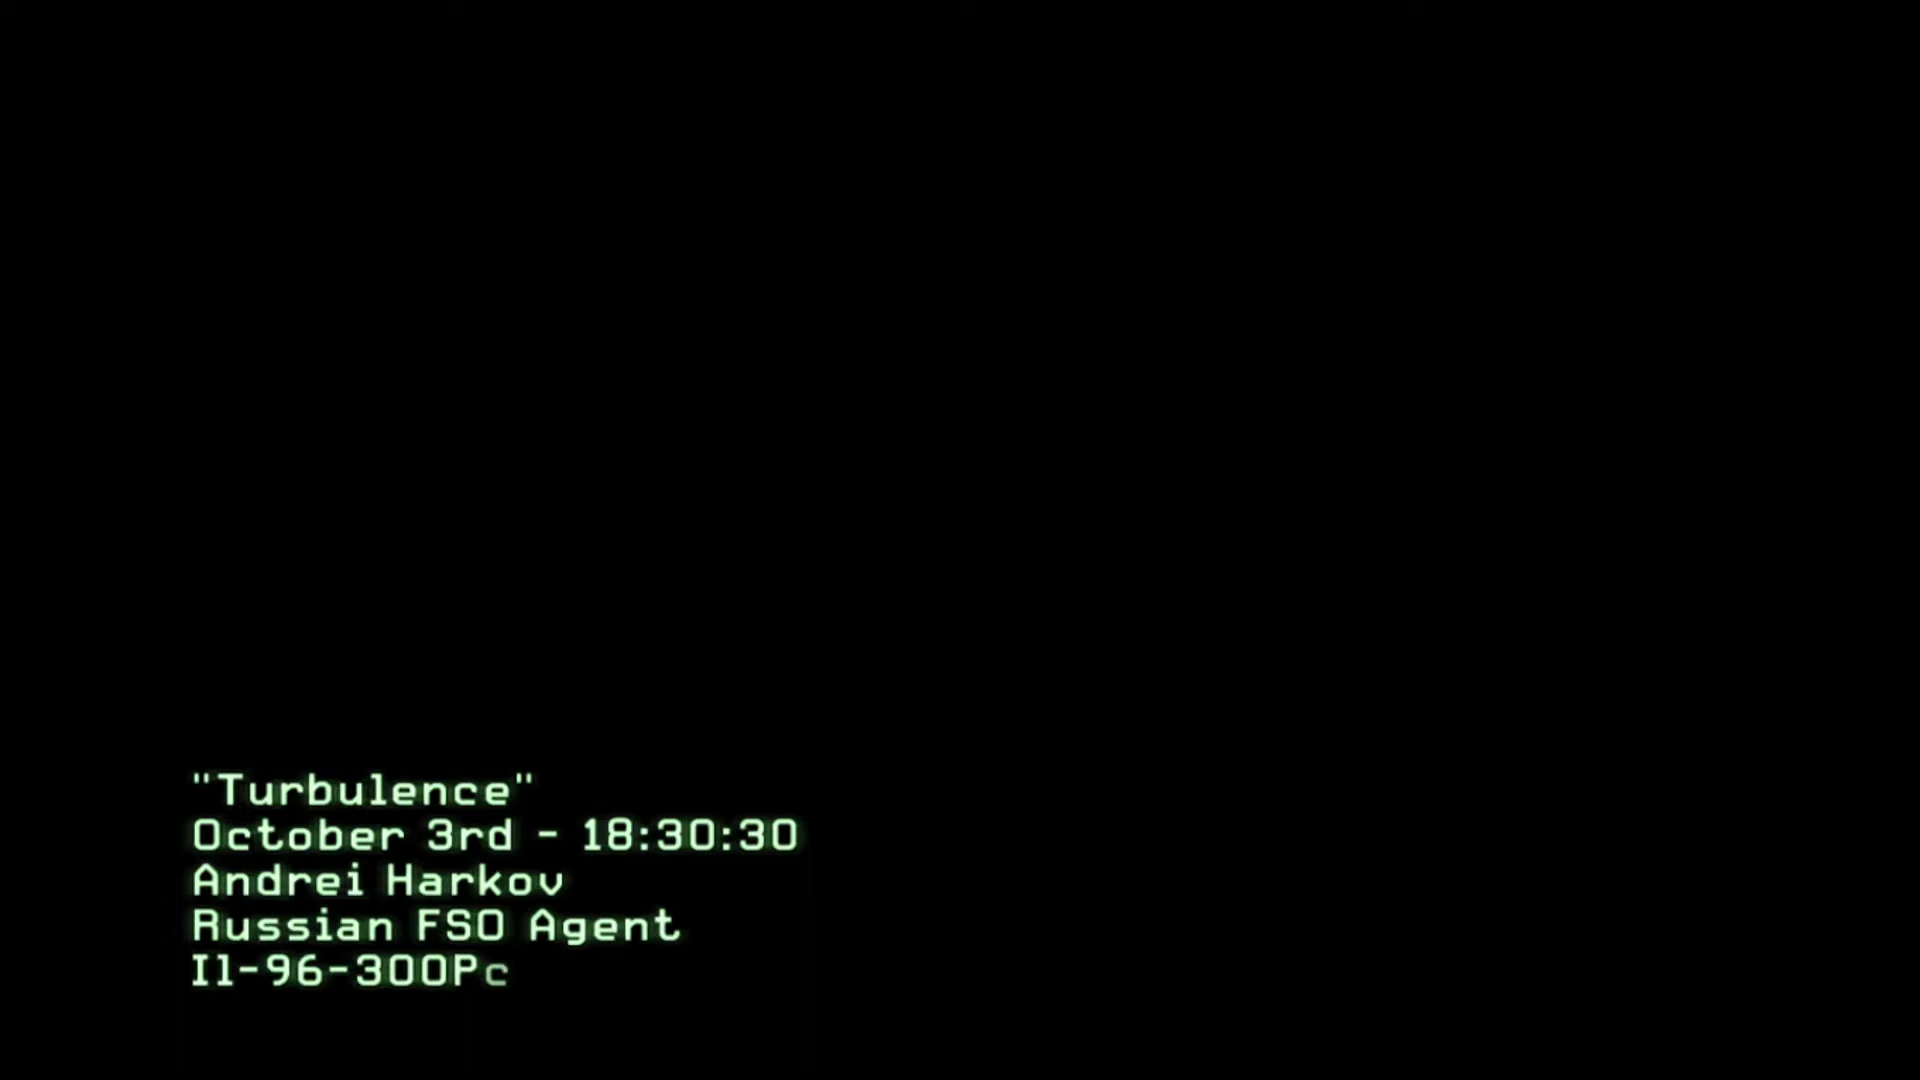 "Turbulence"
October 3rd - 18:30:30
Andrei Harkov
Russian FSO Agent
Il-96-300Pc